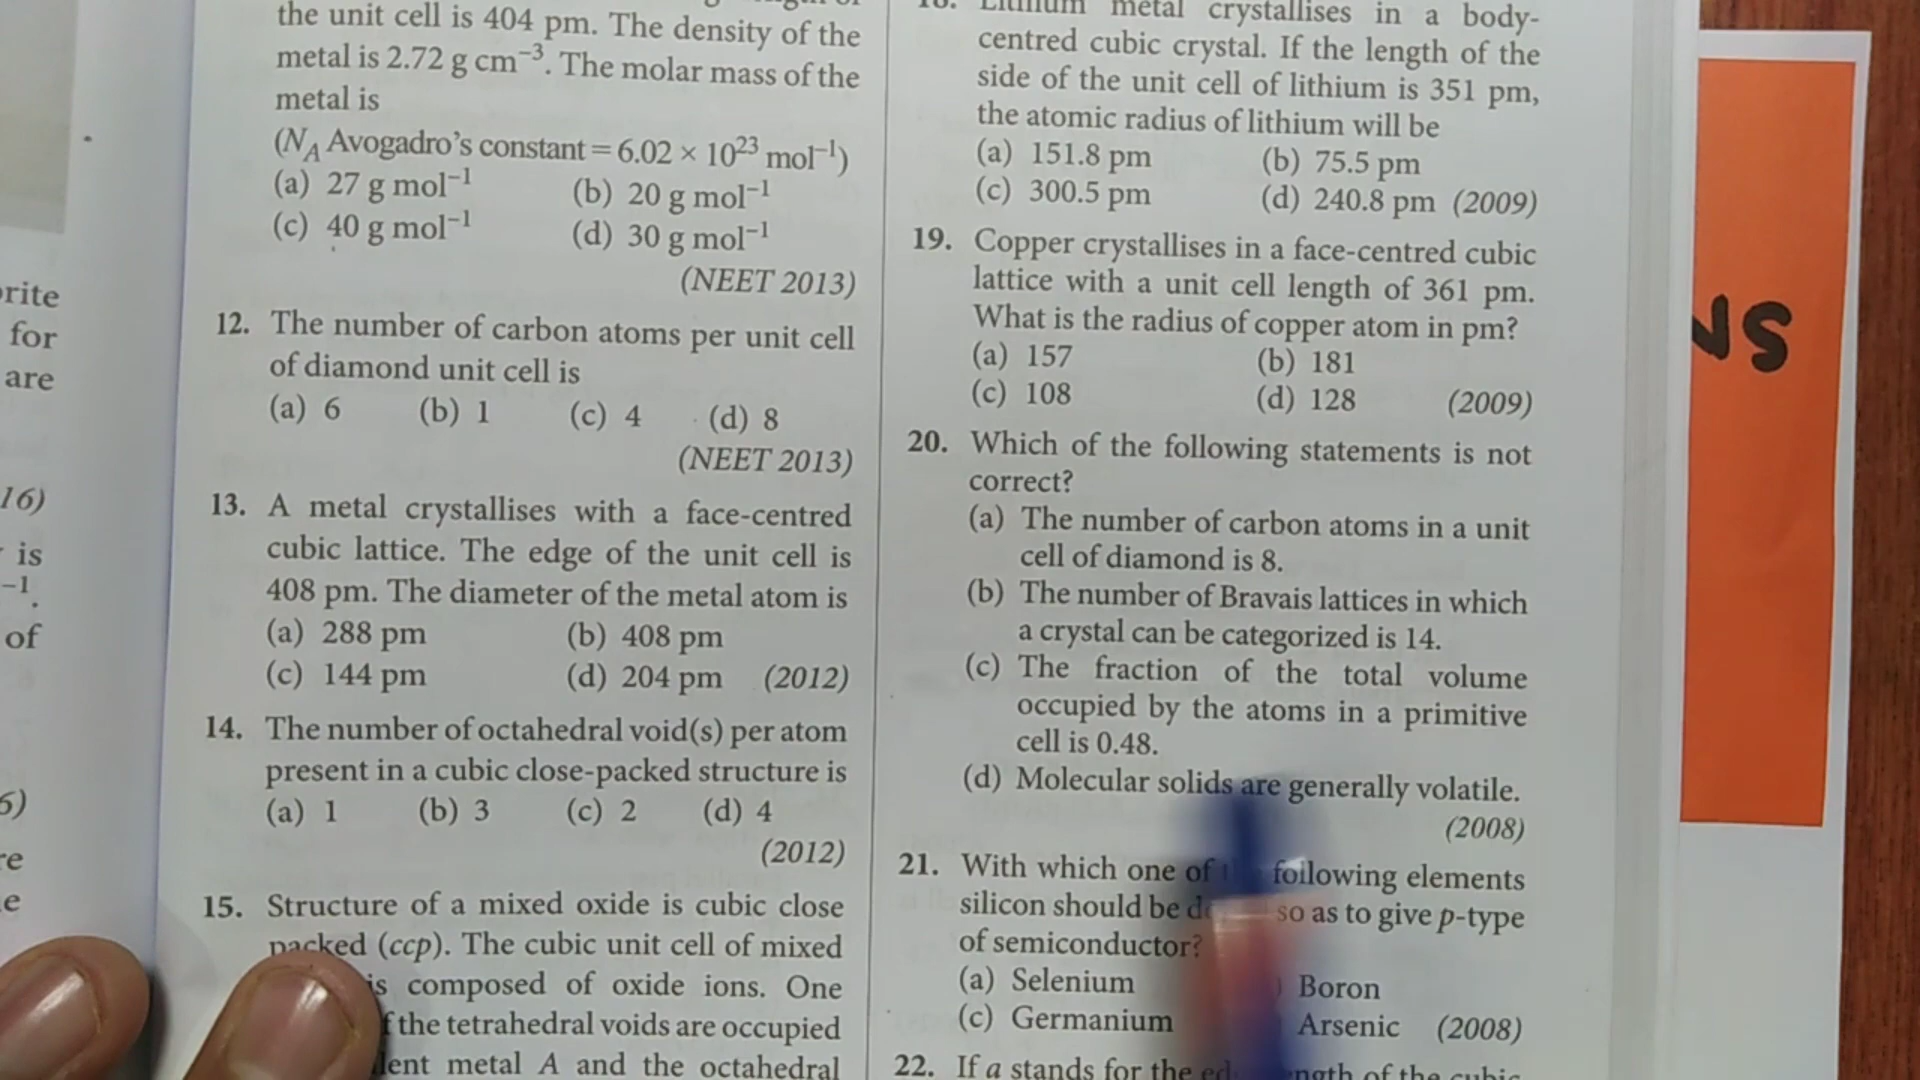 the unit cell is 404 pm. The density of the
metal is 2.72 g cm⁻³. The molar mass of the
metal is
(N_A Avogadro's constant = 6.02 × 10²³ mol⁻¹)
(a) 27 g mol⁻¹ (b) 20 g mol⁻¹
(c) 40 g mol⁻¹ (d) 30 g mol⁻¹
(NEET 2013)
12. The number of carbon atoms per unit cell
of diamond unit cell is
(a) 6 (b) 1 (c) 4 (d) 8
(NEET 2013)
13. A metal crystallises with a face-centred
cubic lattice. The edge of the unit cell is
408 pm. The diameter of the metal atom is
(a) 288 pm (b) 408 pm
(c) 144 pm (d) 204 pm (2012)
14. The number of octahedral void(s) per atom
present in a cubic close-packed structure is
(a) 1 (b) 3 (c) 2 (d) 4
(2012)
15. Structure of a mixed oxide is cubic close
packed (ccp). The cubic unit cell of mixed
is composed of oxide ions. One
the tetrahedral voids are occupied
metal A and the octahedral
18. Lithium metal crystallises in a body-
centred cubic crystal. If the length of the
side of the unit cell of lithium is 351 pm,
the atomic radius of lithium will be
(a) 151.8 pm (b) 75.5 pm
(c) 300.5 pm (d) 240.8 pm (2009)
19. Copper crystallises in a face-centred cubic
lattice with a unit cell length of 361 pm.
What is the radius of copper atom in pm?
(a) 157 (b) 181
(c) 108 (d) 128 (2009)
20. Which of the following statements is not
correct?
(a) The number of carbon atoms in a unit
cell of diamond is 8.
(b) The number of Bravais lattices in which
a crystal can be categorized is 14.
(c) The fraction of the total volume
occupied by the atoms in a primitive
cell is 0.48.
(d) Molecular solids are generally volatile.
(2008)
21. With which one of following elements
silicon should be so as to give p-type
of semiconductor?
(a) Selenium Boron
(c) Germanium Arsenic (2008)
22. If a stands for the of the cubic
for
are
16)
is
−1.
of
NS